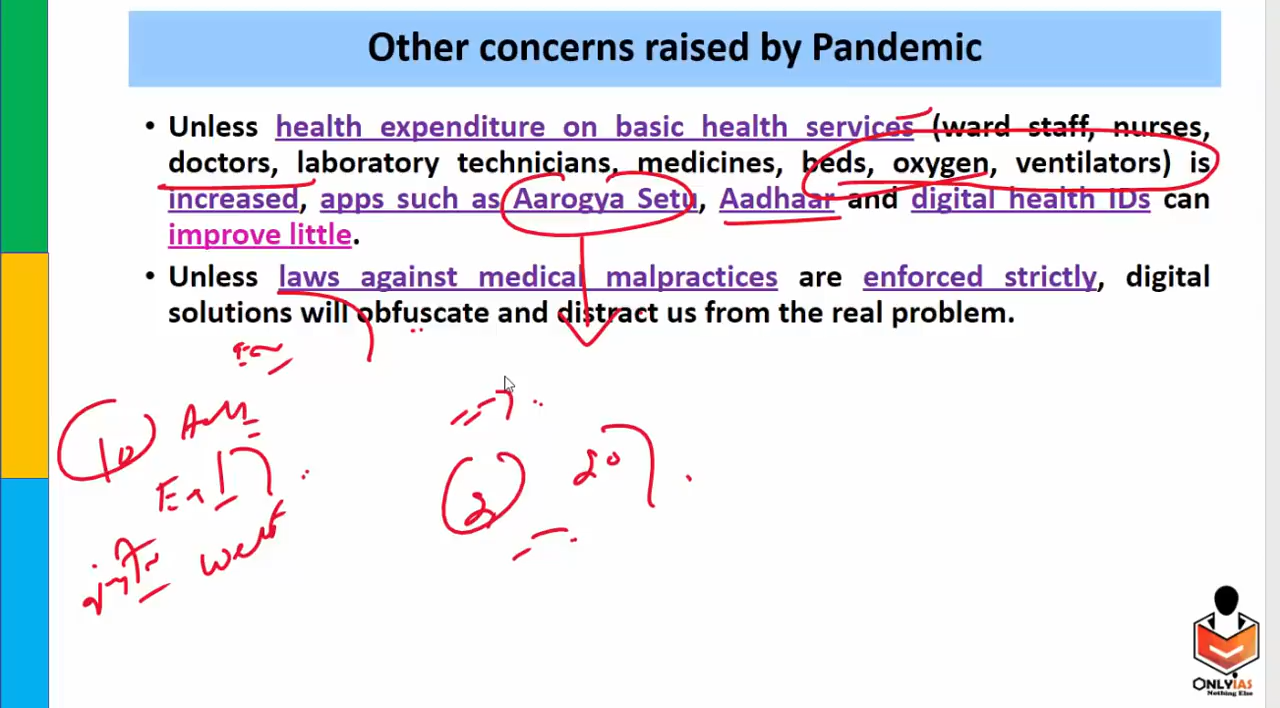 Other concerns raised by Pandemic
• Unless health expenditure on basic health services (ward staff, nurses,
doctors, laboratory technicians, medicines, beds, oxygen, ventilators) is
increased, apps such as Aarogya Setu, Aadhaar and digital health IDs can
improve little.
• Unless laws against medical malpractices are enforced strictly, digital
solutions will obfuscate and distract us from the real problem.
10
2 20
ONLYIAS
Nothing Else